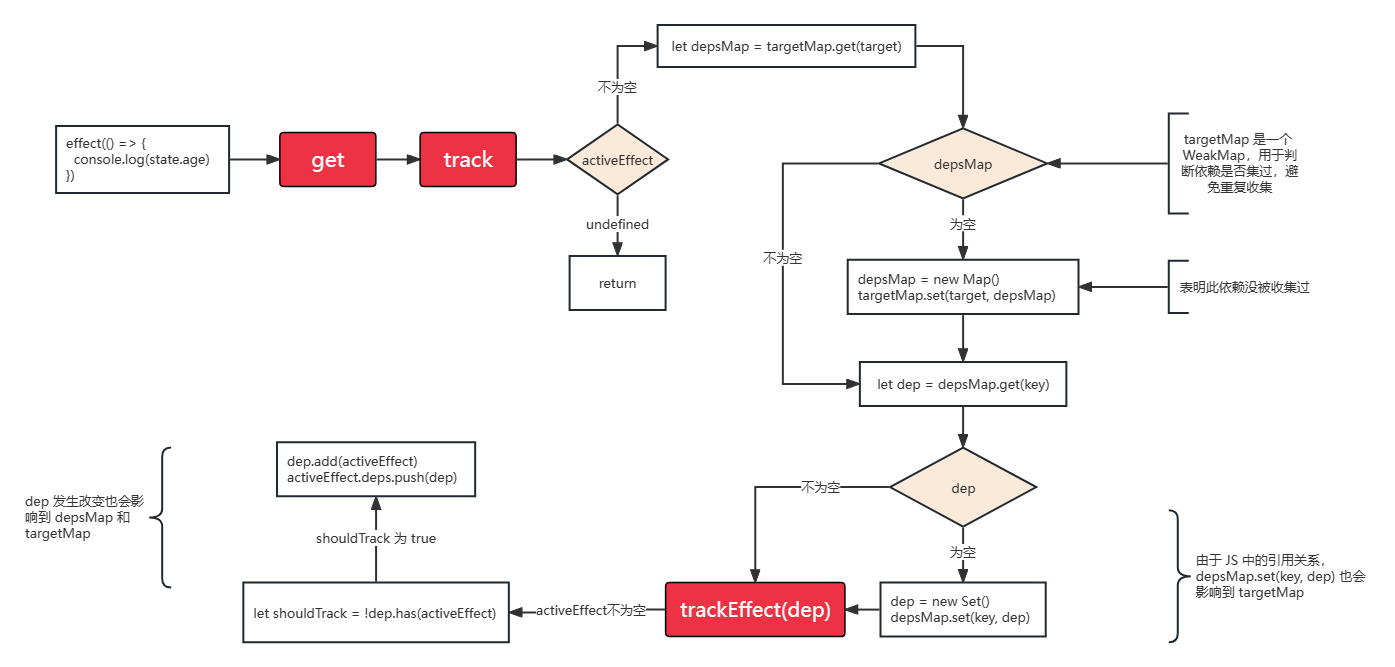 effect(() => {
console.log(state.age)
})
get
track
activeEffect
不为空
let depsMap = targetMap.get(target)
undefined
return
depsMap
targetMap 是一个
WeakMap，用于判
断依赖是否集过，避
免重复收集
为空
不为空
depsMap = new Map()
targetMap.set(target, depsMap)
表明此依赖没被收集过
let dep = depsMap.get(key)
dep
不为空
为空
dep = new Set()
depsMap.set(key, dep)
由于 JS 中的引用关系，
depsMap.set(key, dep) 也会
影响到 targetMap
trackEffect(dep)
activeEffect不为空
let shouldTrack = !dep.has(activeEffect)
shouldTrack 为 true
dep.add(activeEffect)
activeEffect.deps.push(dep)
dep 发生改变也会影
响到 depsMap 和
targetMap